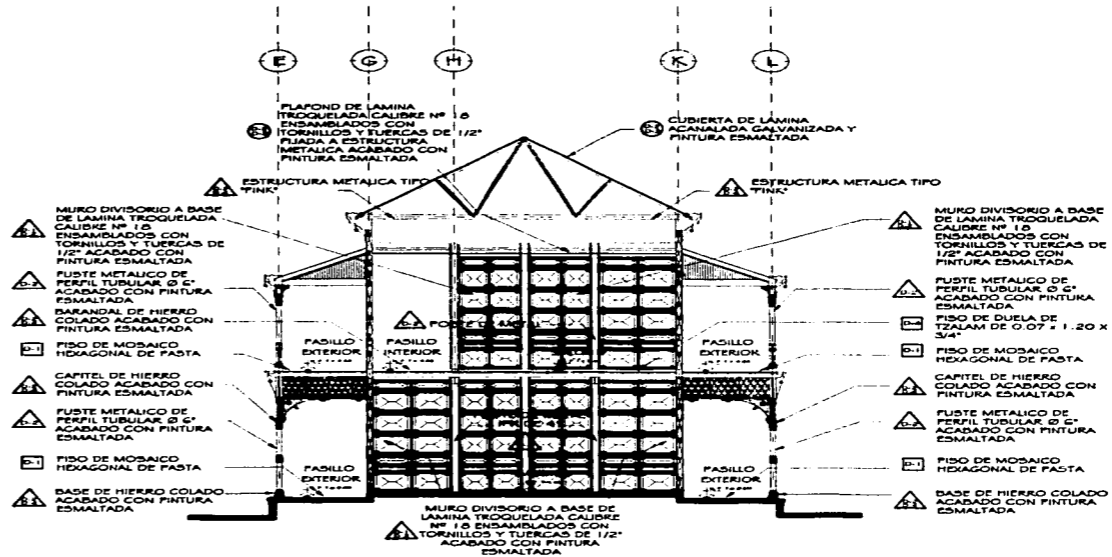 E G H K L
PLAFOND DE LAMINA
TROQUELADA CALIBRE Nº 18
ENSAMBLADOS CON
TORNILLOS Y TUERCAS DE 1/2"
FIJADA A ESTRUCTURA
METALICA ACABADO CON
PINTURA ESMALTADA
CUBIERTA DE LAMINA
ACANALADA GALVANIZADA Y
PINTURA ESMALTADA
ESTRUCTURA METALICA TIPO
"FINK"
ESTRUCTURA METALICA TIPO
"FINK"
MURO DIVISORIO A BASE
DE LAMINA TROQUELADA
CALIBRE Nº 18
ENSAMBLADOS CON
TORNILLOS Y TUERCAS DE
1/2" ACABADO CON
PINTURA ESMALTADA
FUSTE METALICO DE
PERFIL TUBULAR Ø 6"
ACABADO CON PINTURA
ESMALTADA
BARANDAL DE HIERRO
COLADO ACABADO CON
PINTURA ESMALTADA
D-1 PISO DE MOSAICO
HEXAGONAL DE PASTA
CAPITEL DE HIERRO
COLADO ACABADO CON
PINTURA ESMALTADA
FUSTE METALICO DE
PERFIL TUBULAR Ø 6"
ACABADO CON PINTURA
ESMALTADA
D-1 PISO DE MOSAICO
HEXAGONAL DE PASTA
BASE DE HIERRO COLADO
ACABADO CON PINTURA
ESMALTADA
PASILLO
EXTERIOR
PASILLO
INTERIOR
PASILLO
EXTERIOR
PASILLO
EXTERIOR
PASILLO
EXTERIOR
MURO DIVISORIO A BASE
DE LAMINA TROQUELADA
CALIBRE Nº 18
ENSAMBLADOS CON
TORNILLOS Y TUERCAS DE
1/2" ACABADO CON
PINTURA ESMALTADA
FUSTE METALICO DE
PERFIL TUBULAR Ø 6"
ACABADO CON PINTURA
ESMALTADA
PISO DE DUELA DE
TZALAM DE 0.07 x 1.20 X
3/4"
D-1 PISO DE MOSAICO
HEXAGONAL DE PASTA
CAPITEL DE HIERRO
COLADO ACABADO CON
PINTURA ESMALTADA
FUSTE METALICO DE
PERFIL TUBULAR Ø 6"
ACABADO CON PINTURA
ESMALTADA
D-1 PISO DE MOSAICO
HEXAGONAL DE PASTA
BASE DE HIERRO COLADO
ACABADO CON PINTURA
ESMALTADA
MURO DIVISORIO A BASE DE
LAMINA TROQUELADA CALIBRE
Nº 18 ENSAMBLADOS CON
TORNILLOS Y TUERCAS DE 1/2"
ACABADO CON PINTURA
ESMALTADA